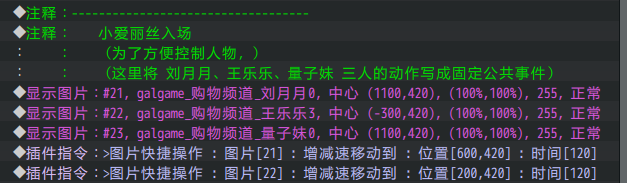 ◆注释：-----------------------------------
◆注释：　小爱丽丝入场
：　　：　（为了方便控制人物，）
：　　：　（这里将 刘月月、王乐乐、量子妹 三人的动作写成固定公共事件）
◆显示图片：#21, galgame_购物频道_刘月月0, 中心 (1100,420), (100%,100%), 255, 正常
◆显示图片：#22, galgame_购物频道_王乐乐3, 中心 (-300,420), (100%,100%), 255, 正常
◆显示图片：#23, galgame_购物频道_量子妹0, 中心 (1100,420), (100%,100%), 255, 正常
◆插件指令：>图片快捷操作 : 图片[21] : 增减速移动到 : 位置[600,420] : 时间[120]
◆插件指令：>图片快捷操作 : 图片[22] : 增减速移动到 : 位置[200,420] : 时间[120]